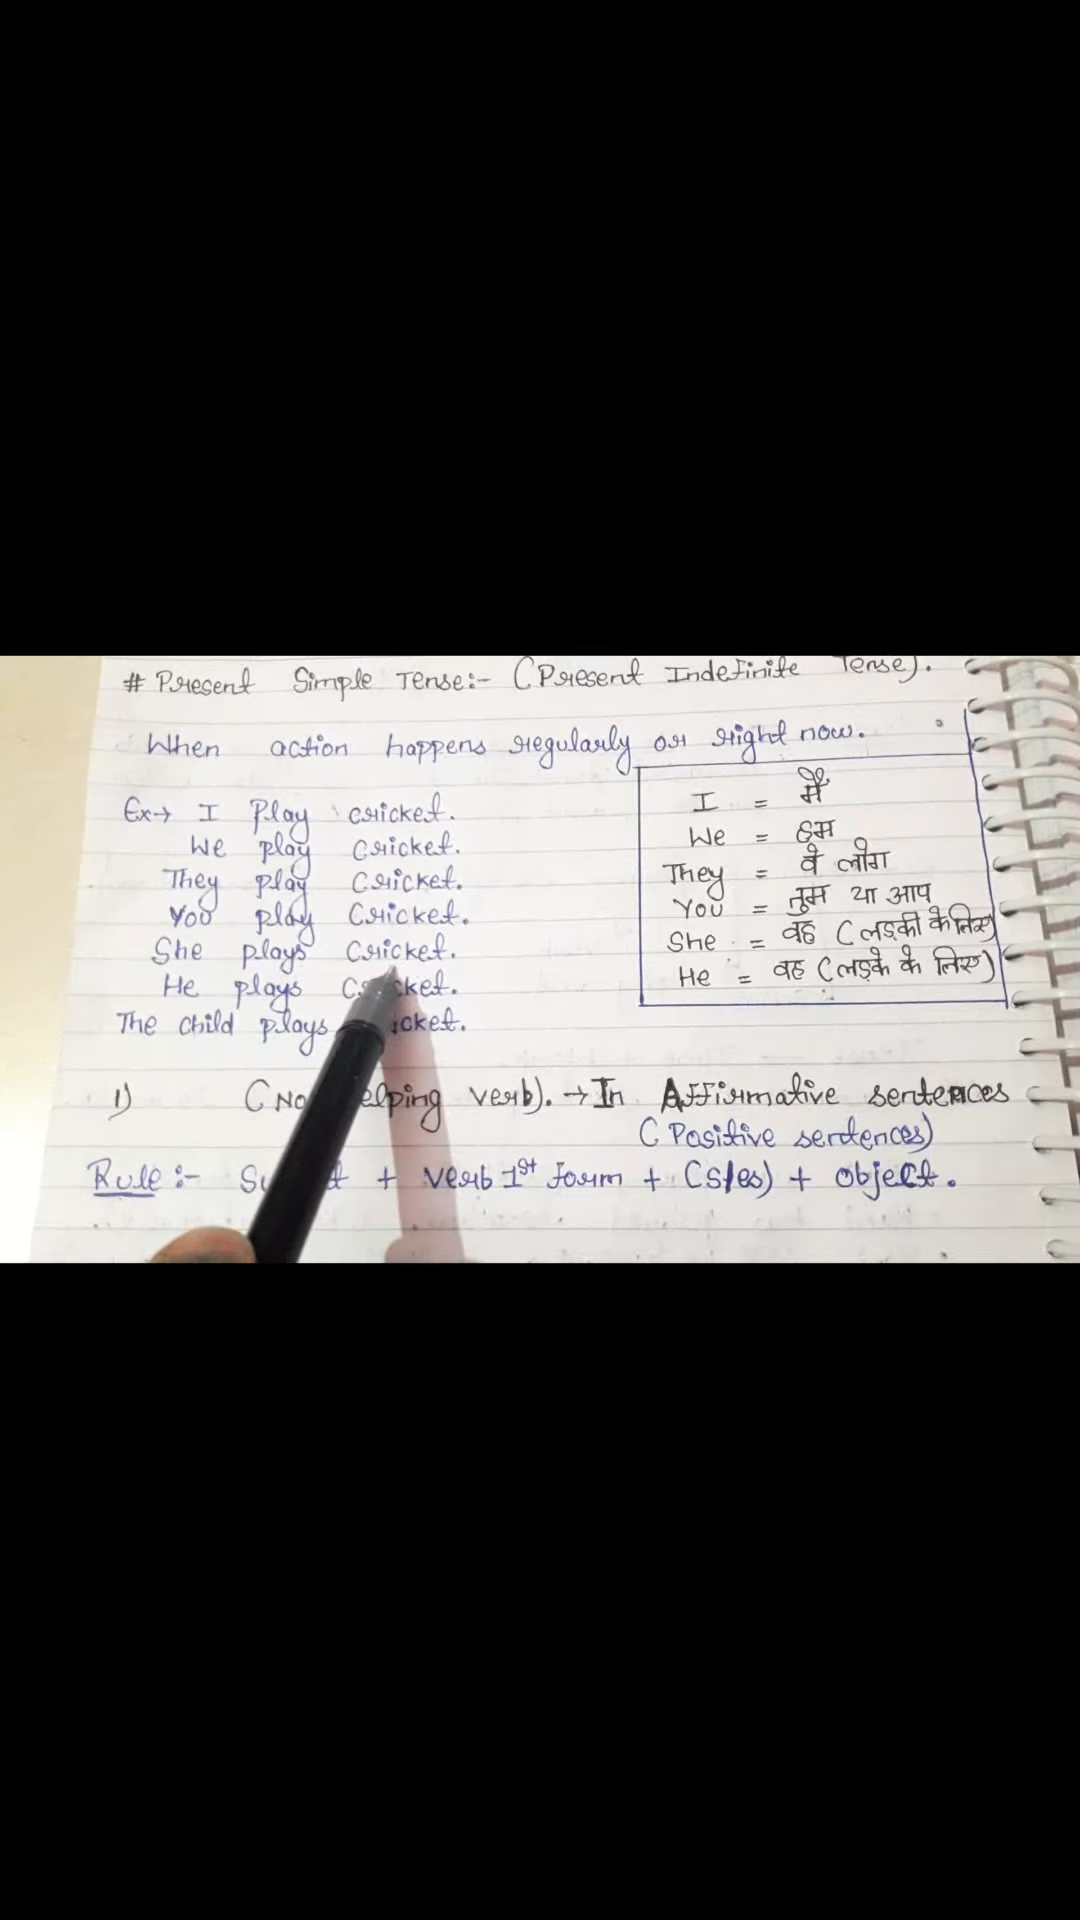 # Present Simple Tense:- (Present Indefinite Tense).
When action happens regularly or right now.
Ex→ I Play cricket.
We play cricket.
They play cricket.
You play cricket.
She plays cricket.
He plays
The child plays
I = मैं
We = हम
They = वे लोग
You = तुम या आप
She = वह (लड़की के लिए)
He = वह (लड़के के लिए)
1) (No verb). → In Affirmative sentences
(Positive sentences)
Rule:- + verb 1st form + (s/es) + object.